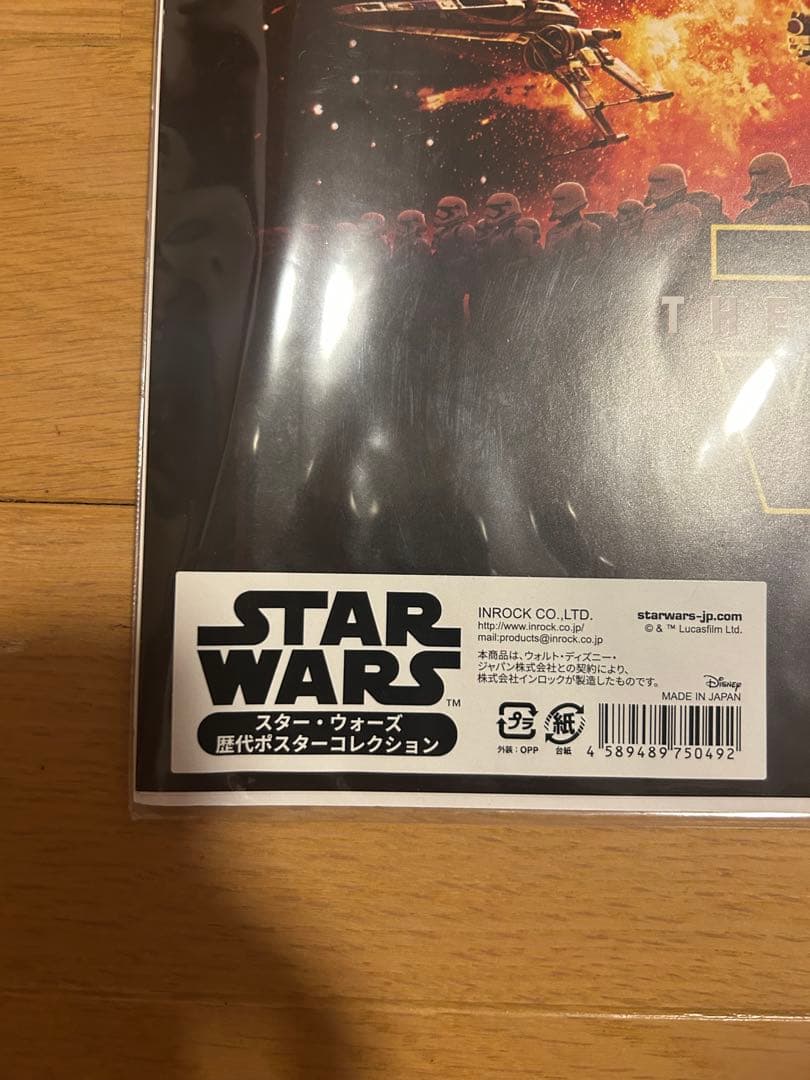 THE
STAR
WARS
TM
スター・ウォーズ
歴代ポスターコレクション
INROCK CO.,LTD.
http://www.inrock.co.jp/
mail:products@inrock.co.jp
starwars-jp.com
© & ™ Lucasfilm Ltd.
本商品は、ウォルト・ディズニー・
ジャパン株式会社との契約により、
株式会社インロックが製造したものです。
Disney
MADE IN JAPAN
プラ
外装：OPP
紙
台紙
4 589489 750492